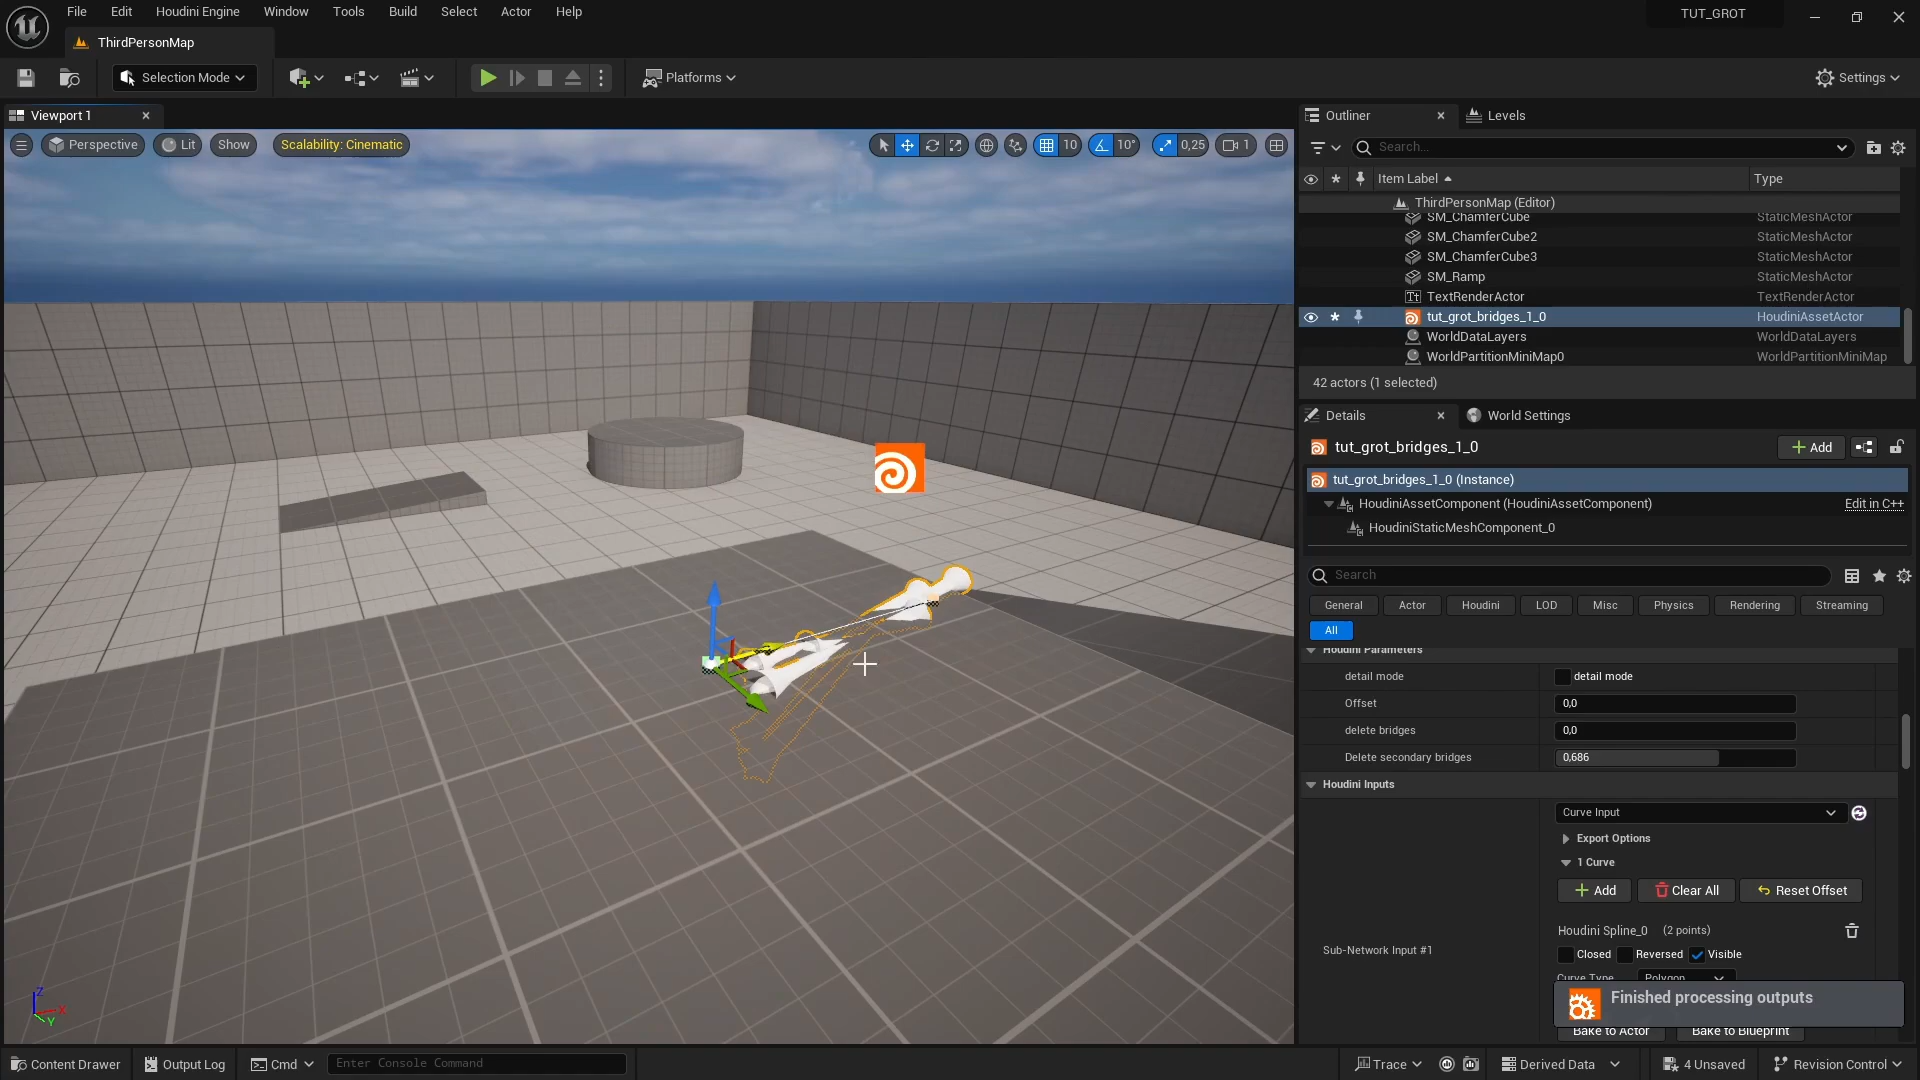 File Edit Houdini Engine Window Tools Build Select Actor Help TUT_GROT
ThirdPersonMap
Selection Mode Platforms Settings
Viewport 1
Perspective Lit Show Scalability: Cinematic 10 10° 0,25 1
Outliner Levels
Search...
Item Label Type
ThirdPersonMap (Editor)
SM_ChamferCube StaticMeshActor
SM_ChamferCube2 StaticMeshActor
SM_ChamferCube3 StaticMeshActor
SM_Ramp StaticMeshActor
TextRenderActor TextRenderActor
tut_grot_bridges_1_0 HoudiniAssetActor
WorldDataLayers WorldDataLayers
WorldPartitionMiniMap0 WorldPartitionMiniMap
42 actors (1 selected)
Details World Settings
tut_grot_bridges_1_0 Add
tut_grot_bridges_1_0 (Instance)
HoudiniAssetComponent (HoudiniAssetComponent) Edit in C++
HoudiniStaticMeshComponent_0
Search
General Actor Houdini LOD Misc Physics Rendering Streaming
All
Houdini Parameters
detail mode detail mode
Offset 0,0
delete bridges 0,0
Delete secondary bridges 0,686
Houdini Inputs
Curve Input
Export Options
1 Curve
Add Clear All Reset Offset
Houdini Spline_0 (2 points)
Sub-Network Input #1
Closed Reversed Visible
Curve Type Polygon
Finished processing outputs
Bake to Actor Bake to Blueprint
Z
X
Y
Content Drawer Output Log Cmd Enter Console Command Trace Derived Data 4 Unsaved Revision Control